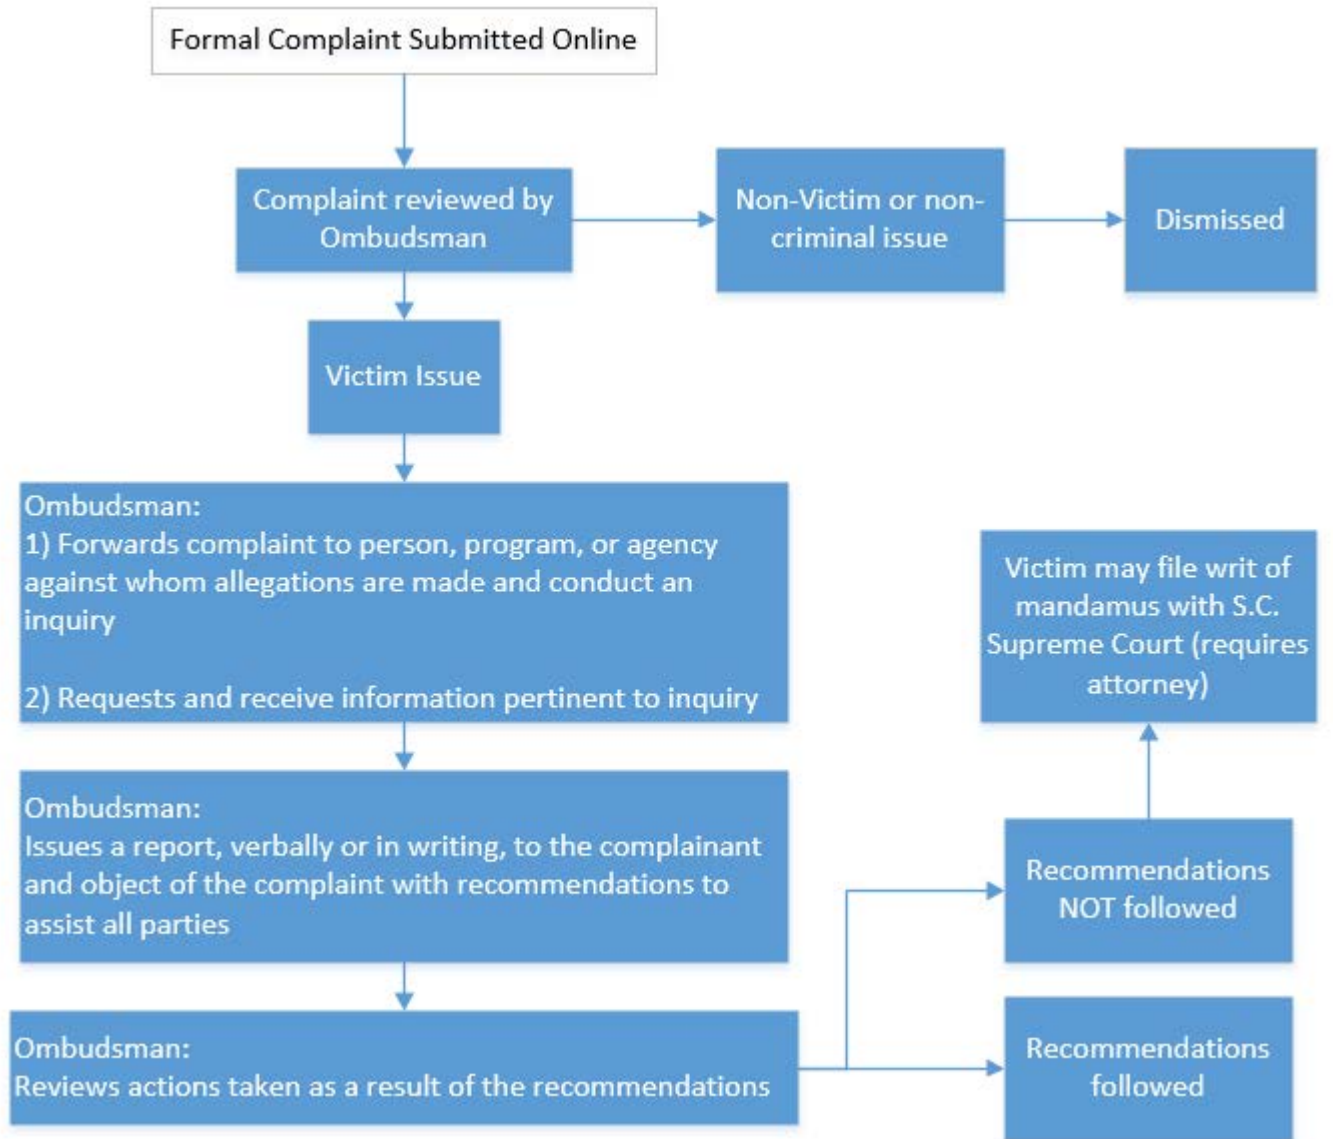 Formal Complaint Submitted Online
Complaint reviewed by
Ombudsman
Non-Victim or non-
criminal issue
Dismissed
Victim Issue
Ombudsman:
1) Forwards complaint to person, program, or agency
against whom allegations are made and conduct an
inquiry
2) Requests and receive information pertinent to inquiry
Victim may file writ of
mandamus with S.C.
Supreme Court (requires
attorney)
Ombudsman:
Issues a report, verbally or in writing, to the complainant
and object of the complaint with recommendations to
assist all parties
Recommendations
NOT followed
Ombudsman:
Reviews actions taken as a result of the recommendations
Recommendations
followed